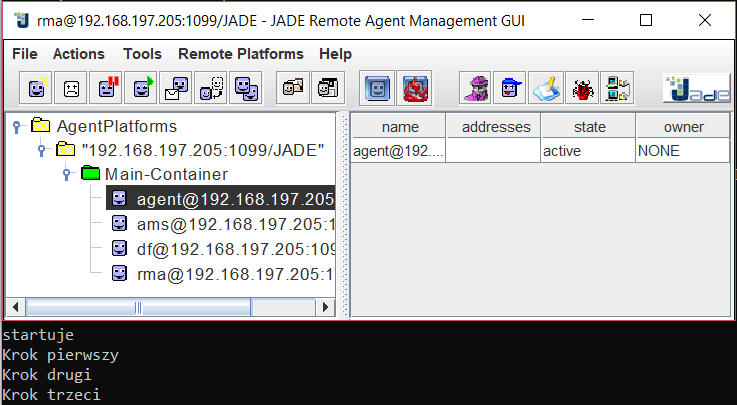 rma@192.168.197.205:1099/JADE - JADE Remote Agent Management GUI
File Actions Tools Remote Platforms Help
Jade
AgentPlatforms
"192.168.197.205:1099/JADE"
Main-Container
agent@192.168.197.205
ams@192.168.197.205:1
df@192.168.197.205:109
rma@192.168.197.205:1
name addresses state owner
agent@192.... active NONE
startuje
Krok pierwszy
Krok drugi
Krok trzeci